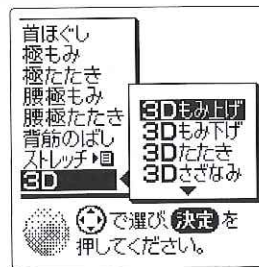 首ほぐし
極もみ
極たたき
腰極もみ
腰極たたき
背筋のばし
ストレッチ
3D
3Dもみ上げ
3Dもみ下げ
3Dたたき
3Dさざなみ
で選び、決定を
押してください。